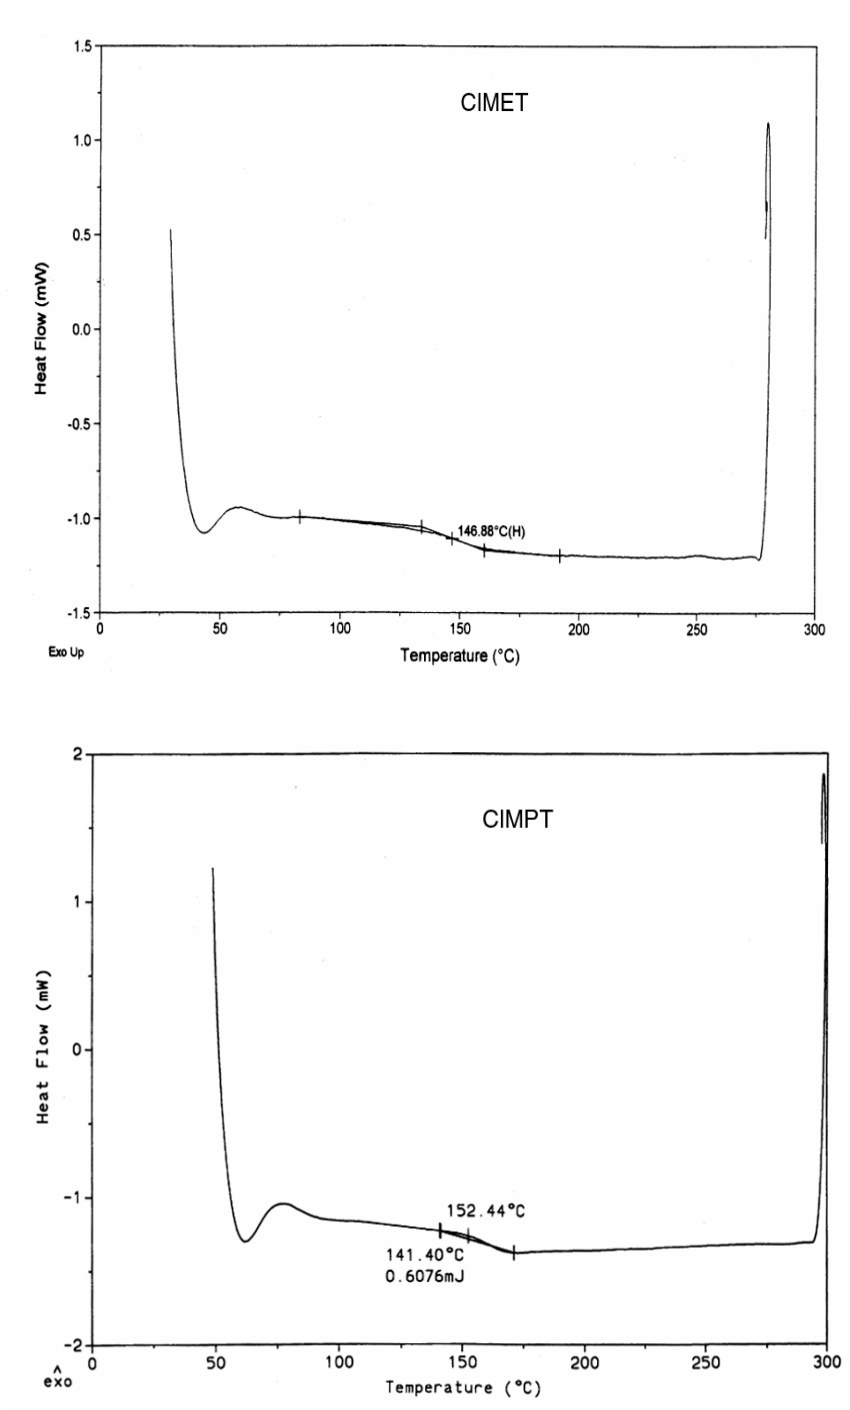 1.5
CIMET
1.0
0.5
0.0
-0.5
-1.0
146.88°C(H)
-1.5
0 50 100 150 200 250 300
Exo Up
Temperature (°C)
Heat Flow (mW)
2
CIMPT
1
0
-1
152.44°C
141.40°C
0.6076mJ
-2
0 50 100 150 200 250 300
^
exo
Temperature (°C)
Heat Flow (mW)